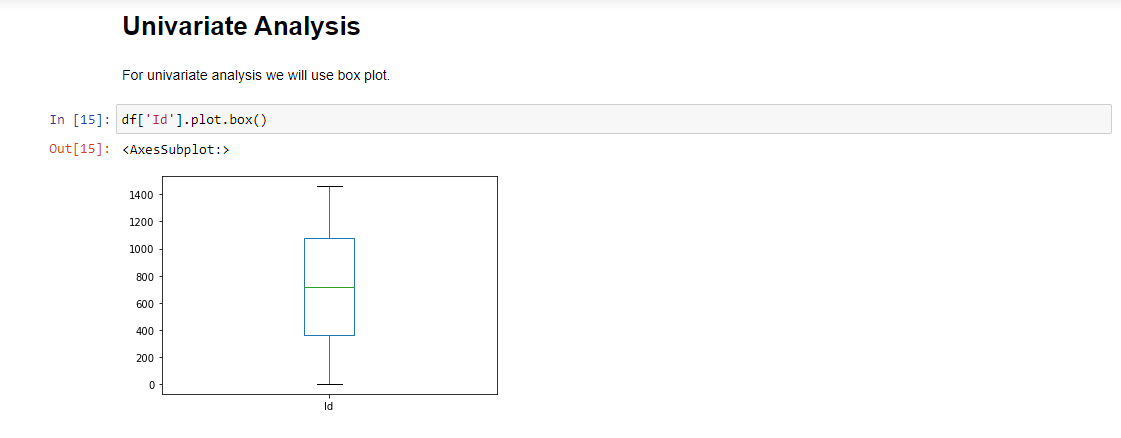 Univariate Analysis
For univariate analysis we will use box plot.
In [15]: df['Id'].plot.box()
Out[15]: <AxesSubplot:>
1400
1200
1000
800
600
400
200
0
Id